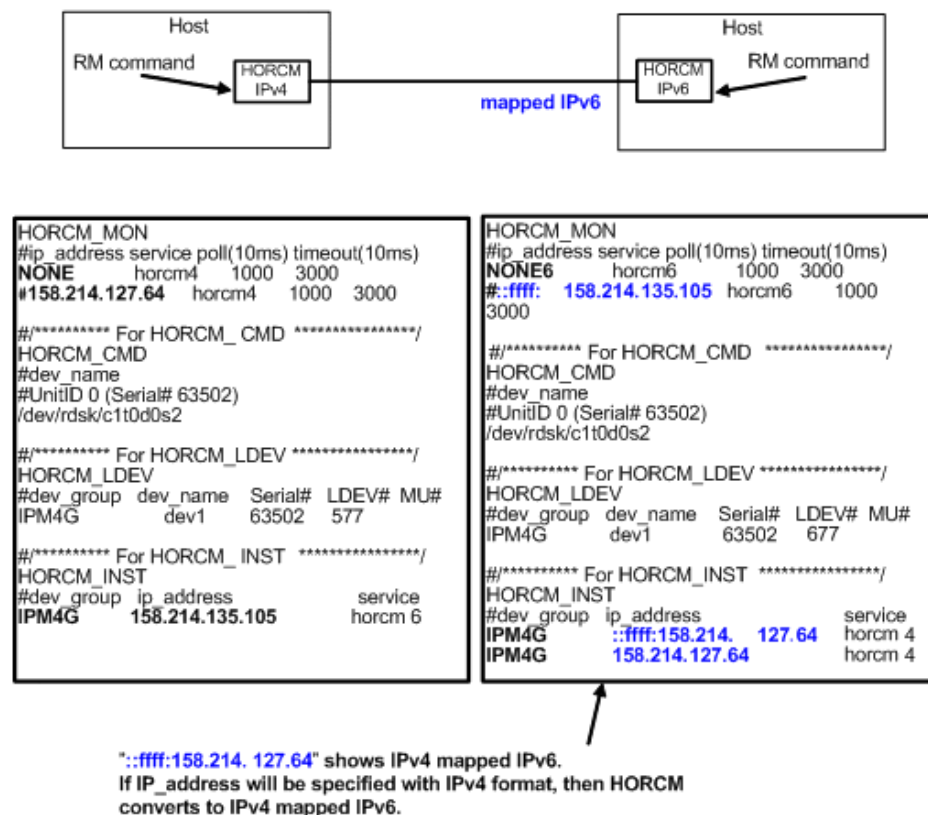 Host
RM command
HORCM
IPv4
mapped IPv6
Host
RM command
HORCM
IPv6
HORCM_MON
#ip_address service poll(10ms) timeout(10ms)
NONE horcm4 1000 3000
#158.214.127.64 horcm4 1000 3000
#/********** For HORCM_ CMD ****************/
HORCM_CMD
#dev_name
#UnitID 0 (Serial# 63502)
/dev/rdsk/c1t0d0s2
#/********** For HORCM_LDEV ****************/
HORCM_LDEV
#dev_group dev_name Serial# LDEV# MU#
IPM4G dev1 63502 577
#/********** For HORCM_ INST ****************/
HORCM_INST
#dev_group ip_address service
IPM4G 158.214.135.105 horcm 6
HORCM_MON
#ip_address service poll(10ms) timeout(10ms)
NONE6 horcm6 1000 3000
#::ffff: 158.214.135.105 horcm6 1000
3000
#/********** For HORCM_CMD ****************/
HORCM_CMD
#dev_name
#UnitID 0 (Serial# 63502)
/dev/rdsk/c1t0d0s2
#/********** For HORCM_LDEV ****************/
HORCM_LDEV
#dev_group dev_name Serial# LDEV# MU#
IPM4G dev1 63502 677
#/********** For HORCM_INST ****************/
HORCM_INST
#dev_group ip_address service
IPM4G ::ffff:158.214. 127.64 horcm 4
IPM4G 158.214.127.64 horcm 4
"::ffff:158.214. 127.64" shows IPv4 mapped IPv6.
If IP_address will be specified with IPv4 format, then HORCM
converts to IPv4 mapped IPv6.